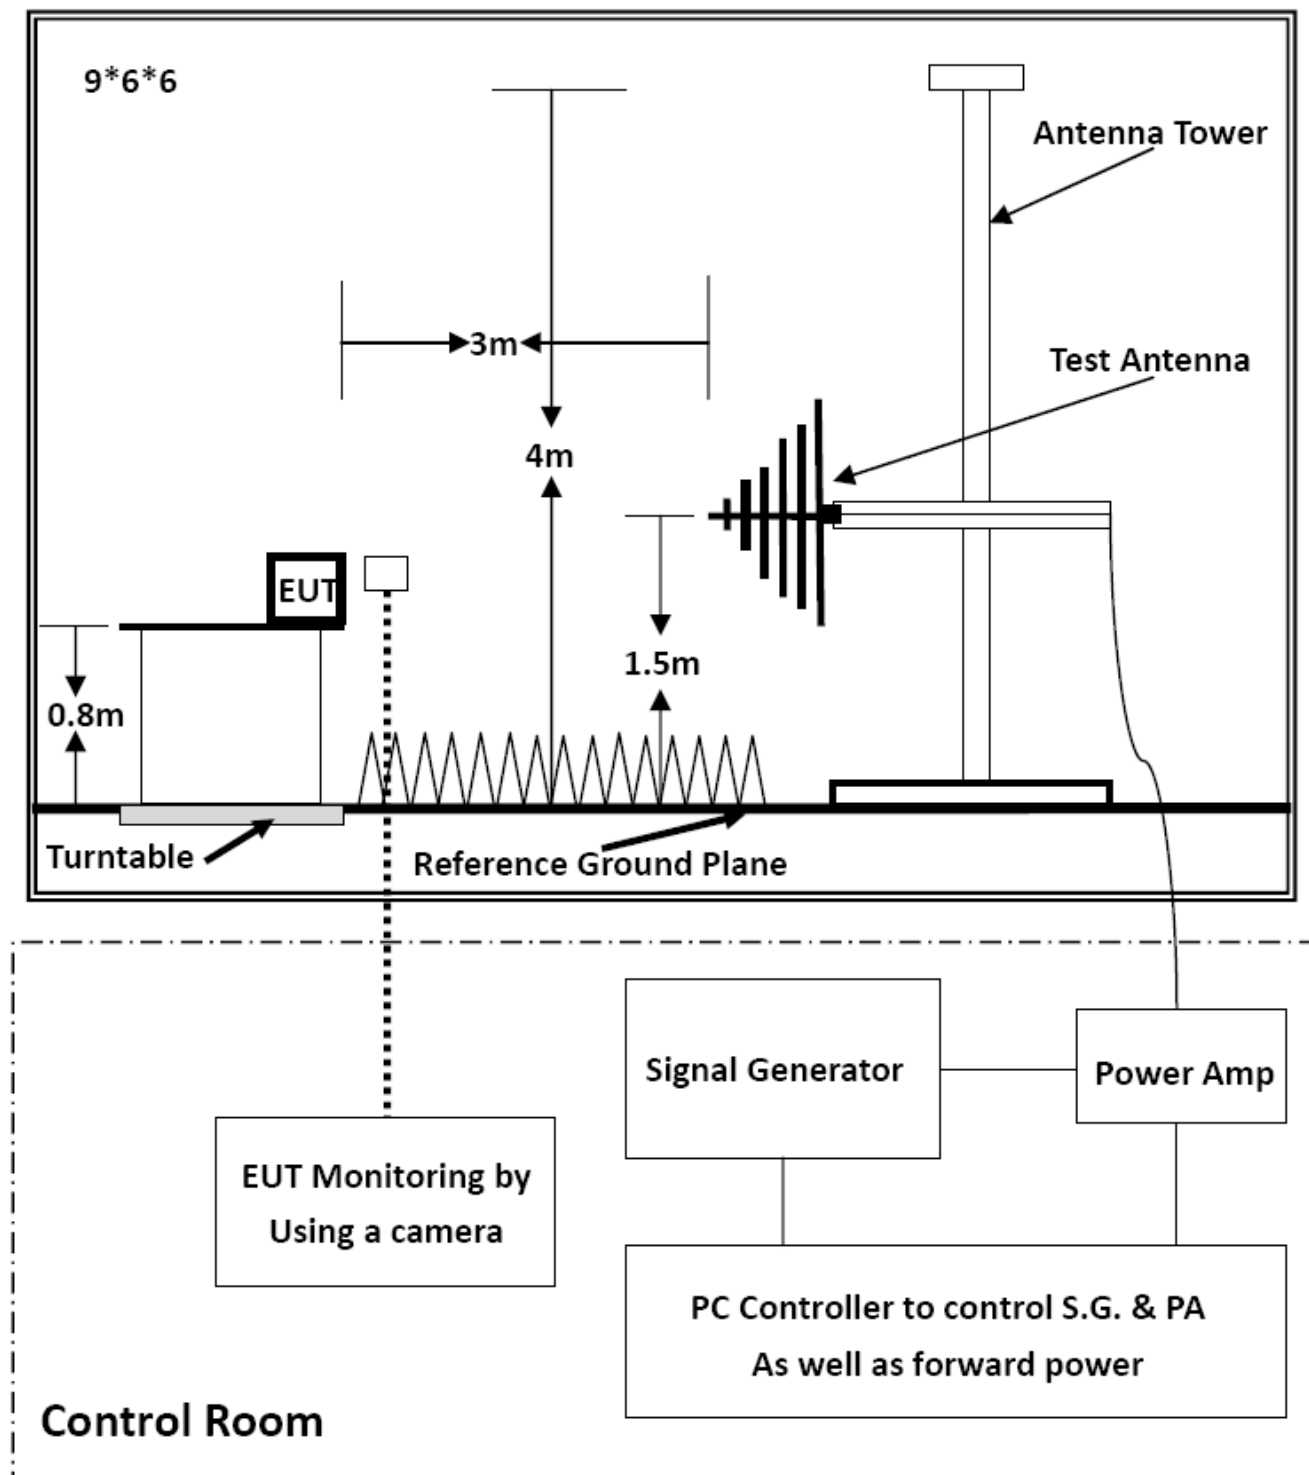 9*6*6
Antenna Tower
3m
Test Antenna
4m
EUT
1.5m
0.8m
Turntable
Reference Ground Plane
Signal Generator
Power Amp
EUT Monitoring by
Using a camera
PC Controller to control S.G. & PA
As well as forward power
Control Room